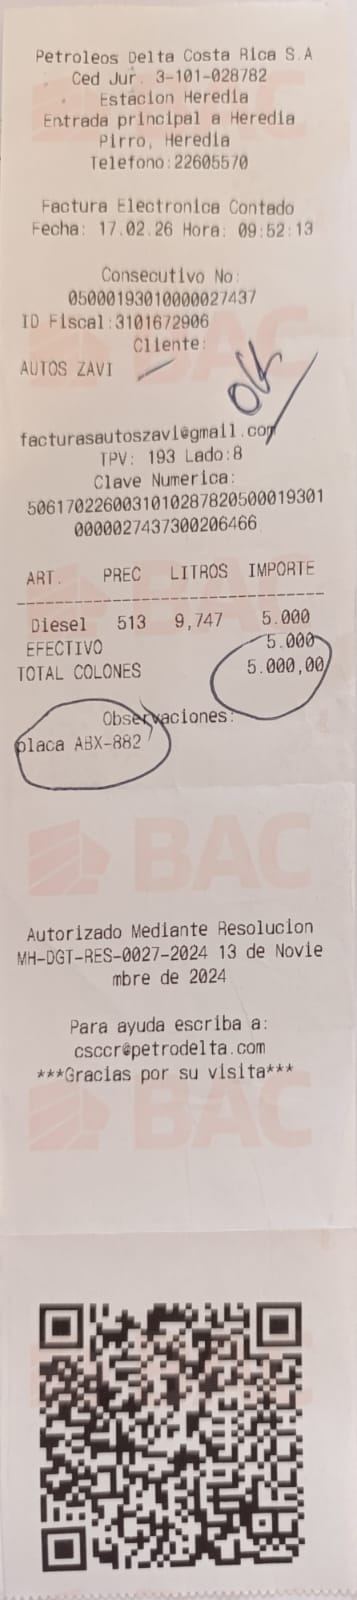 Petroleos Delta Costa Rica S.A
Ced Jur. 3-101-028782
Estacion Heredia
Entrada principal a Heredia
Pirro, Heredia
Telefono:22605570
Factura Electronica Contado
Fecha: 17.02.26 Hora: 09:52:13
Consecutivo No:
05000193010000027437
ID Fiscal:3101672906
Cliente:
AUTOS ZAVI
OK
facturasautoszavi@gmail.com
TPV: 193 Lado:8
Clave Numerica:
5061702260031010287820500019301
0000027437300206466
ART. PREC LITROS IMPORTE
--------------------------------
Diesel 513 9,747 5.000
EFECTIVO 5.000
TOTAL COLONES 5.000,00
Observaciones:
placa ABX-882
BAC
Autorizado Mediante Resolucion
MH-DGT-RES-0027-2024 13 de Novie
mbre de 2024
Para ayuda escriba a:
csccr@petrodelta.com
***Gracias por su visita***
BAC